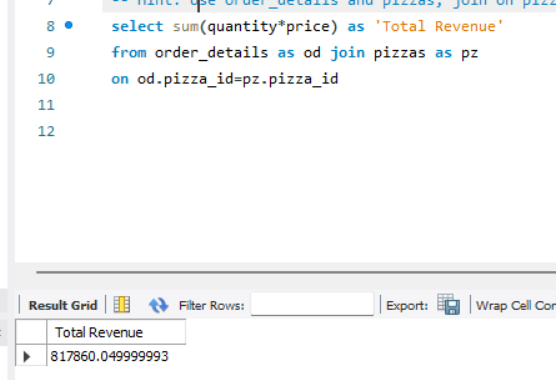 7 -- Hint: Use order_details and pizzas, join on pizz
8 select sum(quantity*price) as 'Total Revenue'
9 from order_details as od join pizzas as pz
10 on od.pizza_id=pz.pizza_id
11
12
Result Grid Filter Rows: Export: Wrap Cell Con
Total Revenue
817860.049999993